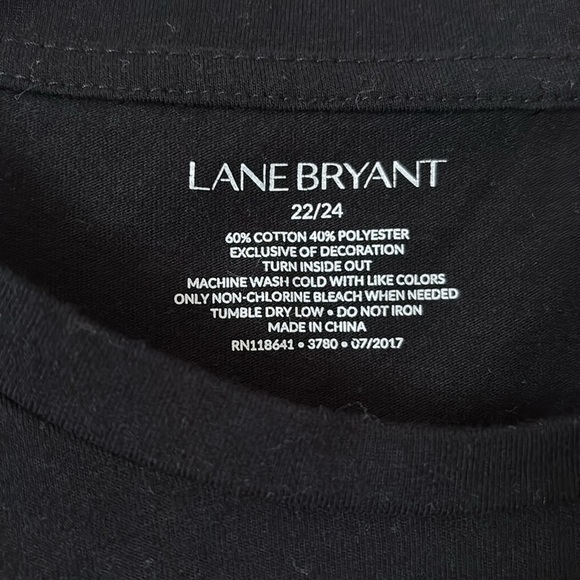 LANE BRYANT
22/24
60% COTTON 40% POLYESTER
EXCLUSIVE OF DECORATION
TURN INSIDE OUT
MACHINE WASH COLD WITH LIKE COLORS
ONLY NON-CHLORINE BLEACH WHEN NEEDED
TUMBLE DRY LOW • DO NOT IRON
MADE IN CHINA
RN118641 • 3780 • 07/2017